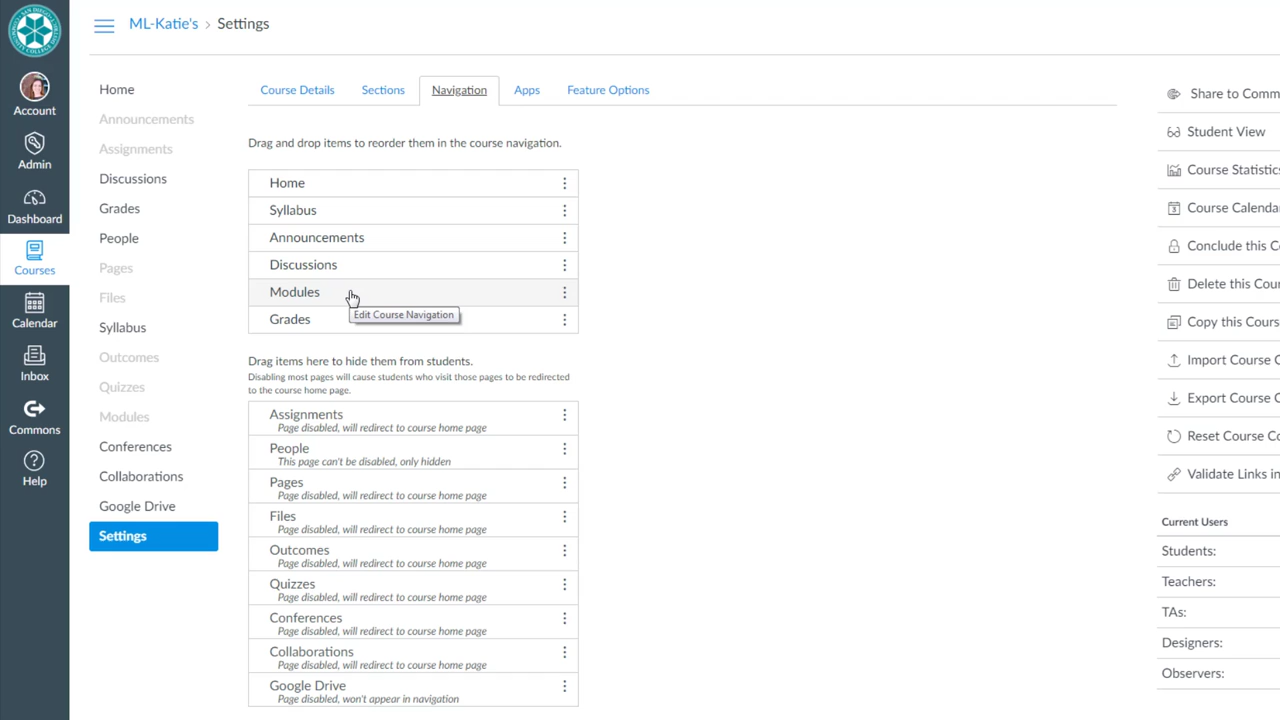 ML-Katie's > Settings
Account
Admin
Dashboard
Courses
Calendar
Inbox
Commons
Help
Home
Announcements
Assignments
Discussions
Grades
People
Pages
Files
Syllabus
Outcomes
Quizzes
Modules
Conferences
Collaborations
Google Drive
Settings
Course Details
Sections
Navigation
Apps
Feature Options
Drag and drop items to reorder them in the course navigation.
Home
Syllabus
Announcements
Discussions
Modules
Edit Course Navigation
Grades
Drag items here to hide them from students.
Disabling most pages will cause students who visit those pages to be redirected
to the course home page.
Assignments
Page disabled, will redirect to course home page
People
This page can't be disabled, only hidden
Pages
Page disabled, will redirect to course home page
Files
Page disabled, will redirect to course home page
Outcomes
Page disabled, will redirect to course home page
Quizzes
Page disabled, will redirect to course home page
Conferences
Page disabled, will redirect to course home page
Collaborations
Page disabled, will redirect to course home page
Google Drive
Page disabled, won't appear in navigation
Share to Comm
Student View
Course Statistics
Course Calenda
Conclude this C
Delete this Cour
Copy this Cours
Import Course C
Export Course C
Reset Course Co
Validate Links in
Current Users
Students:
Teachers:
TAs:
Designers:
Observers: